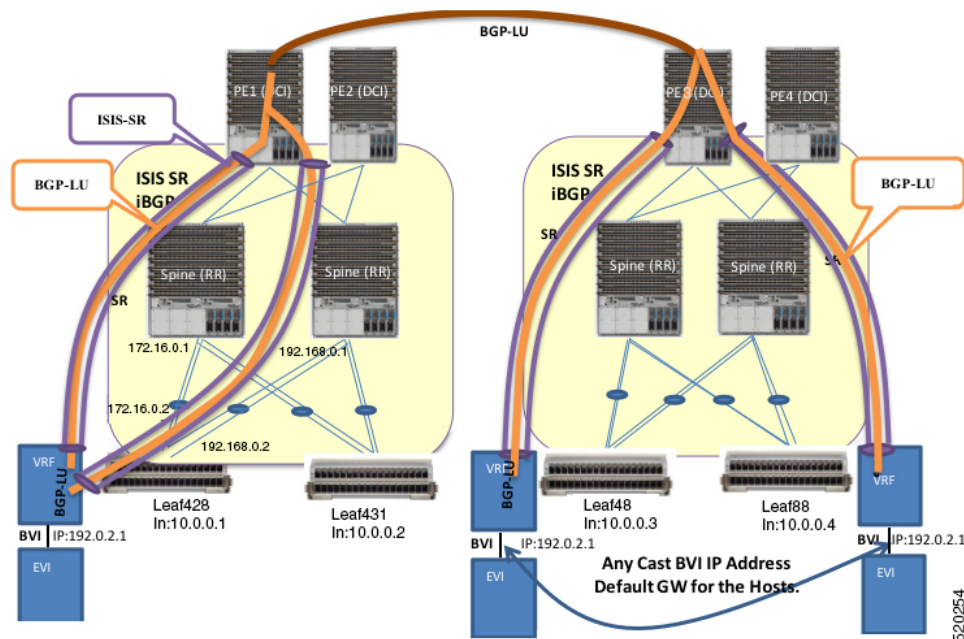 BGP-LU
PE1 (DCI)
PE2 (DCI)
PE3 (DCI)
PE4 (DCI)
ISIS-SR
BGP-LU
ISIS SR
iBGP
ISIS SR
iBGP
BGP-LU
SR
SR
SR
SR
Spine (RR)
Spine (RR)
Spine (RR)
Spine (RR)
172.16.0.1
192.168.0.1
172.16.0.2
192.168.0.2
VRF
BGP-LU
VRF
BGP-LU
VRF
Leaf428
In:10.0.0.1
Leaf431
In:10.0.0.2
Leaf48
In:10.0.0.3
Leaf88
In:10.0.0.4
BVI
IP:192.0.2.1
BVI
IP:192.0.2.1
BVI
IP:192.0.2.1
EVI
EVI
EVI
Any Cast BVI IP Address
Default GW for the Hosts.
520254